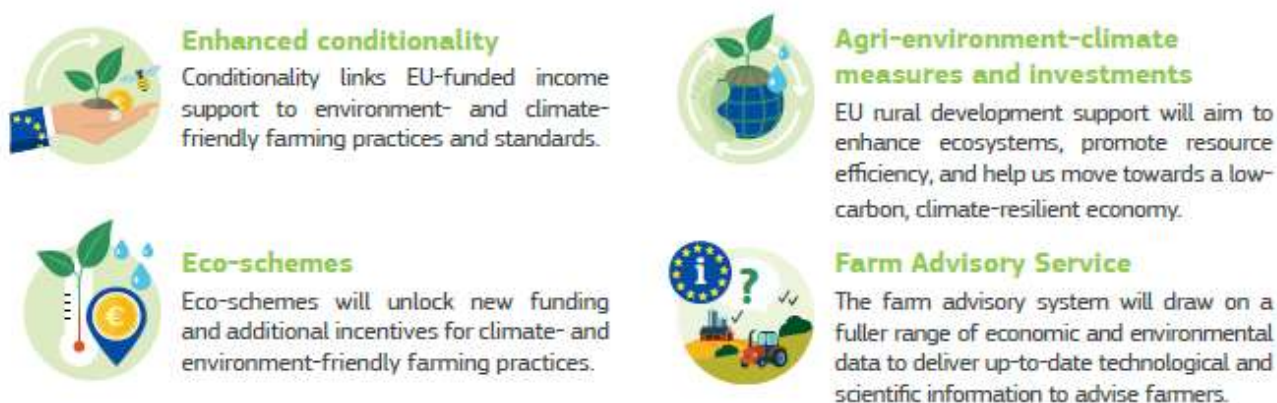 Enhanced conditionality
Conditionality links EU-funded income
support to environment- and climate-
friendly farming practices and standards.
Agri-environment-climate
measures and investments
EU rural development support will aim to
enhance ecosystems, promote resource
efficiency, and help us move towards a low-
carbon, climate-resilient economy.
Eco-schemes
Eco-schemes will unlock new funding
and additional incentives for climate- and
environment-friendly farming practices.
Farm Advisory Service
The farm advisory system will draw on a
fuller range of economic and environmental
data to deliver up-to-date technological and
scientific information to advise farmers.